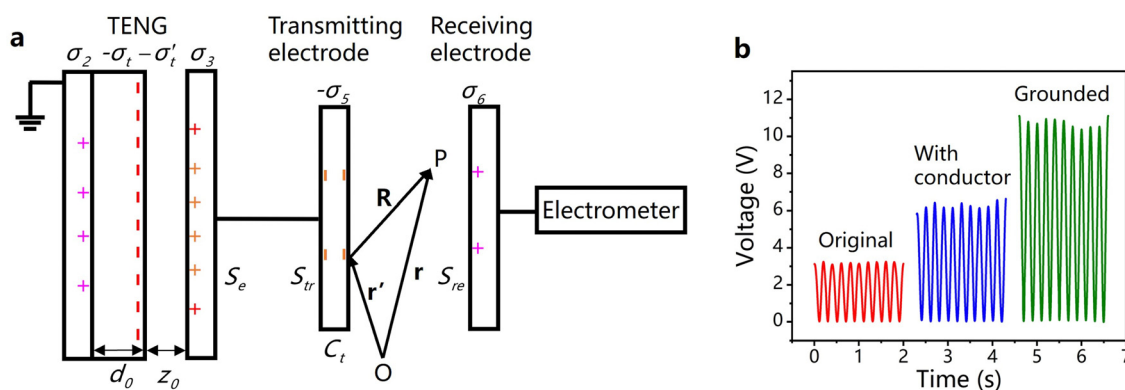 a
TENG
Transmitting
electrode
Receiving
electrode
σ2 -σt – σ't σ3
-σ5
σ6
+ + + +
+ + + + + +
+ +
P
R
r
r'
O
Se
Str
Sre
Ct
d0 z0
Electrometer
b
Voltage (V)
12
10
8
6
4
2
0
Original
With
conductor
Grounded
0 1 2 3 4 5 6 7
Time (s)